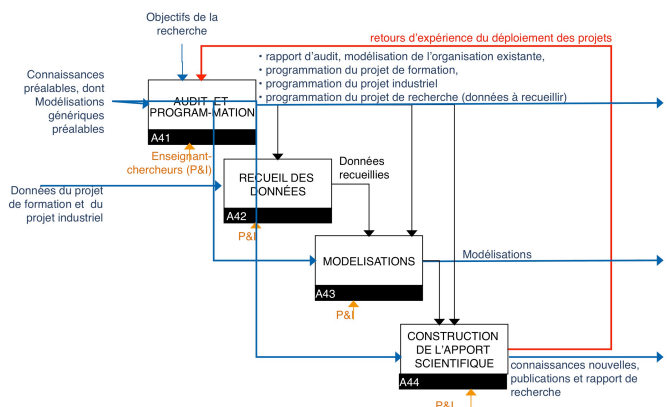 Objectifs de la
recherche
retours d'expérience du déploiement des projets
• rapport d'audit, modélisation de l'organisation existante,
• programmation du projet de formation,
• programmation du projet industriel
• programmation du projet de recherche (données à recueillir)
Connaissances
préalables, dont
Modélisations
génériques
préalables
AUDIT ET
PROGRAM-MATION
A41
Enseignant-
chercheurs (P&I)
Données
recueillies
RECUEIL DES
DONNÉES
A42
Données du projet
de formation et du
projet industriel
P&I
MODELISATIONS
A43
Modélisations
P&I
CONSTRUCTION
DE L'APPORT
SCIENTIFIQUE
A44
connaissances nouvelles,
publications et rapport de
recherche
P&I